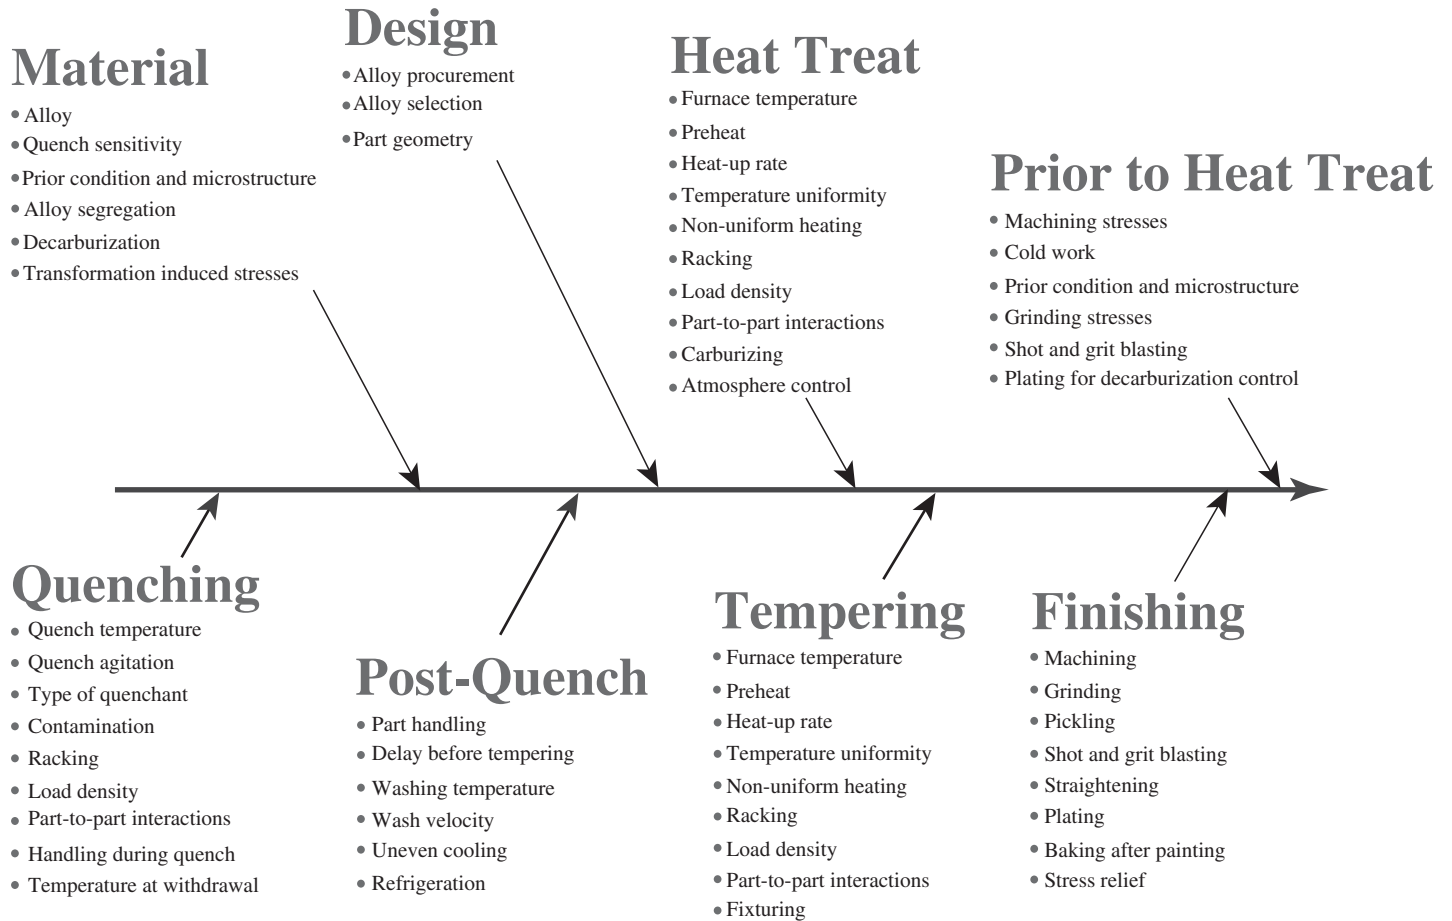 Material
Alloy
Quench sensitivity
Prior condition and microstructure
Alloy segregation
Decarburization
Transformation induced stresses
Design
Alloy procurement
Alloy selection
Part geometry
Heat Treat
Furnace temperature
Preheat
Heat-up rate
Temperature uniformity
Non-uniform heating
Racking
Load density
Part-to-part interactions
Carburizing
Atmosphere control
Prior to Heat Treat
Machining stresses
Cold work
Prior condition and microstructure
Grinding stresses
Shot and grit blasting
Plating for decarburization control
Quenching
Quench temperature
Quench agitation
Type of quenchant
Contamination
Racking
Load density
Part-to-part interactions
Handling during quench
Temperature at withdrawal
Post-Quench
Part handling
Delay before tempering
Washing temperature
Wash velocity
Uneven cooling
Refrigeration
Tempering
Furnace temperature
Preheat
Heat-up rate
Temperature uniformity
Non-uniform heating
Racking
Load density
Part-to-part interactions
Fixturing
Finishing
Machining
Grinding
Pickling
Shot and grit blasting
Straightening
Plating
Baking after painting
Stress relief